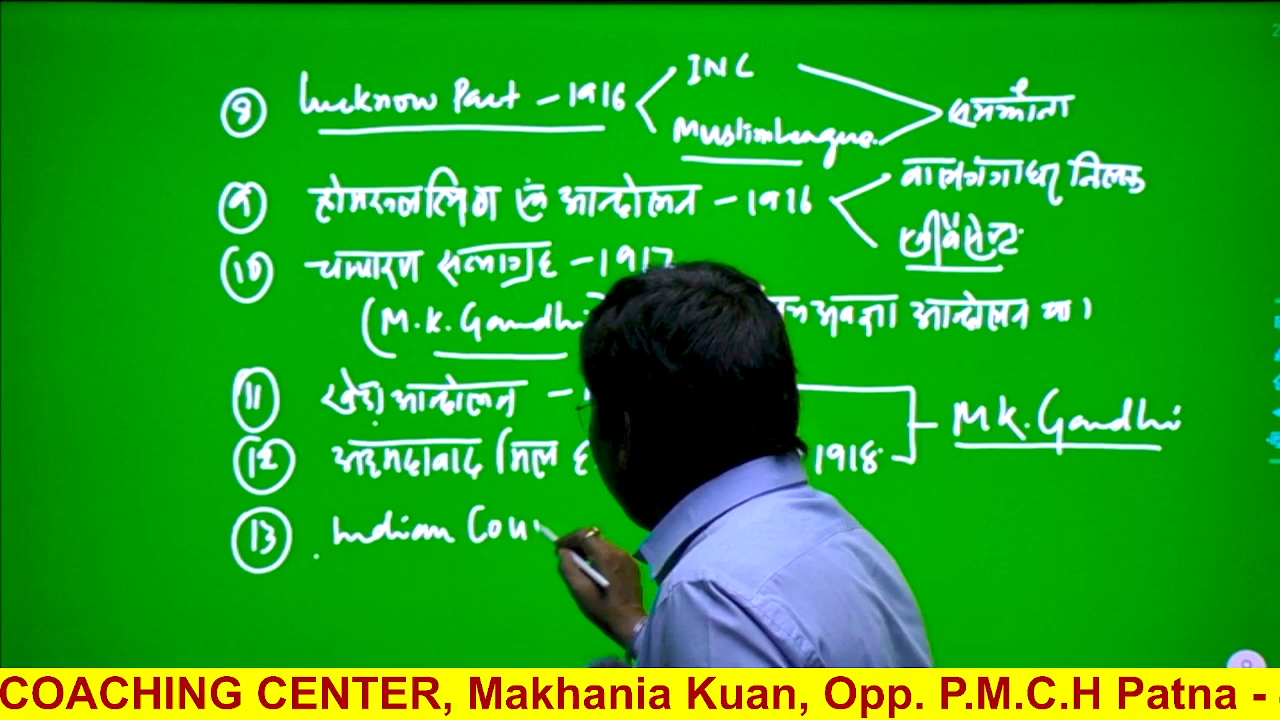 8 Lucknow Pact - 1916 INC
Muslim League. समझौता
9 होमरूल लिग एवं आन्दोलन - 1916 बालगंगाधर तिलक
एनीबेसेन्ट
10 चम्पारण सत्याग्रह - 1917
(M.K. Gandhi अवज्ञा आन्दोलन था।
11 खेड़ा आन्दोलन -
12 अहमदाबाद मिल 1918 M.K. Gandhi
13 Indian Cou
COACHING CENTER, Makhania Kuan, Opp. P.M.C.H Patna -